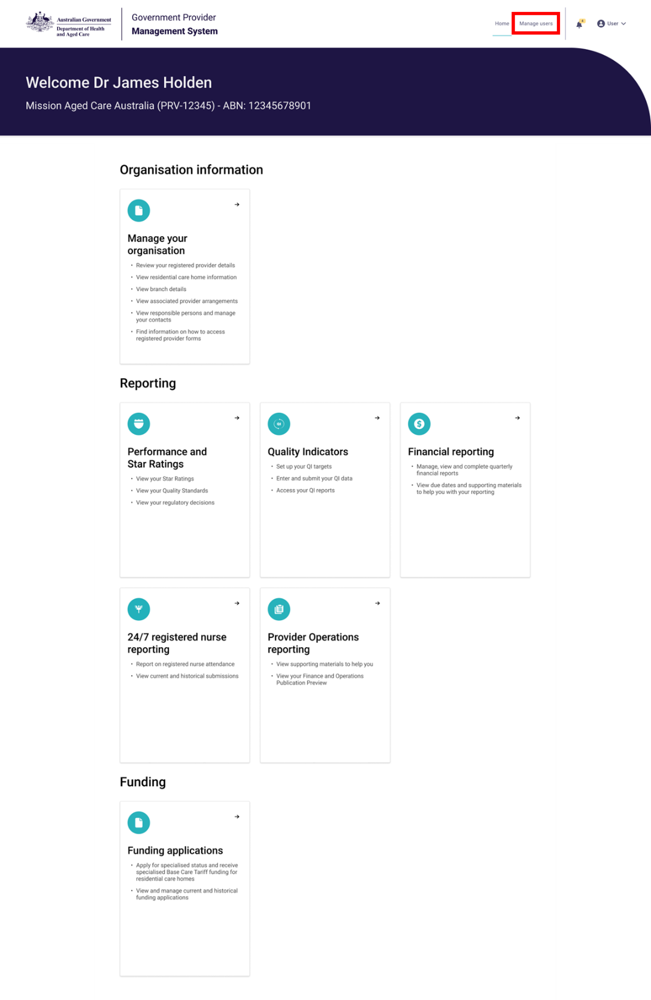 Australian Government
Department of Health
and Aged Care
Government Provider
Management System
Home
Manage users
4
User
Welcome Dr James Holden
Mission Aged Care Australia (PRV-12345) - ABN: 12345678901
Organisation information
Manage your
organisation
• Review your registered provider details
• View residential care home information
• View branch details
• View associated provider arrangements
• View responsible persons and manage
your contacts
• Find information on how to access
registered provider forms
Reporting
Performance and
Star Ratings
• View your Star Ratings
• View your Quality Standards
• View your regulatory decisions
QI
Quality Indicators
• Set up your QI targets
• Enter and submit your QI data
• Access your QI reports
$
Financial reporting
• Manage, view and complete quarterly
financial reports
• View due dates and supporting materials
to help you with your reporting
24/7 registered nurse
reporting
• Report on registered nurse attendance
• View current and historical submissions
Provider Operations
reporting
• View supporting materials to help you
• View your Finance and Operations
Publication Preview
Funding
Funding applications
• Apply for specialised status and receive
specialised Base Care Tariff funding for
residential care homes
• View and manage current and historical
funding applications